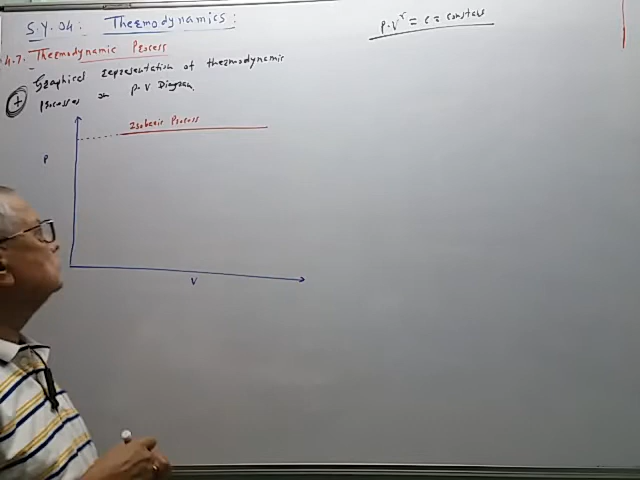 S.Y. 04: Thermodynamics:
4.7. Thermodynamic Process
Graphical representation of thermodynamic
Processes on P-V Diagram.
P.V^r = c = constant
Isobaric Process
P
V